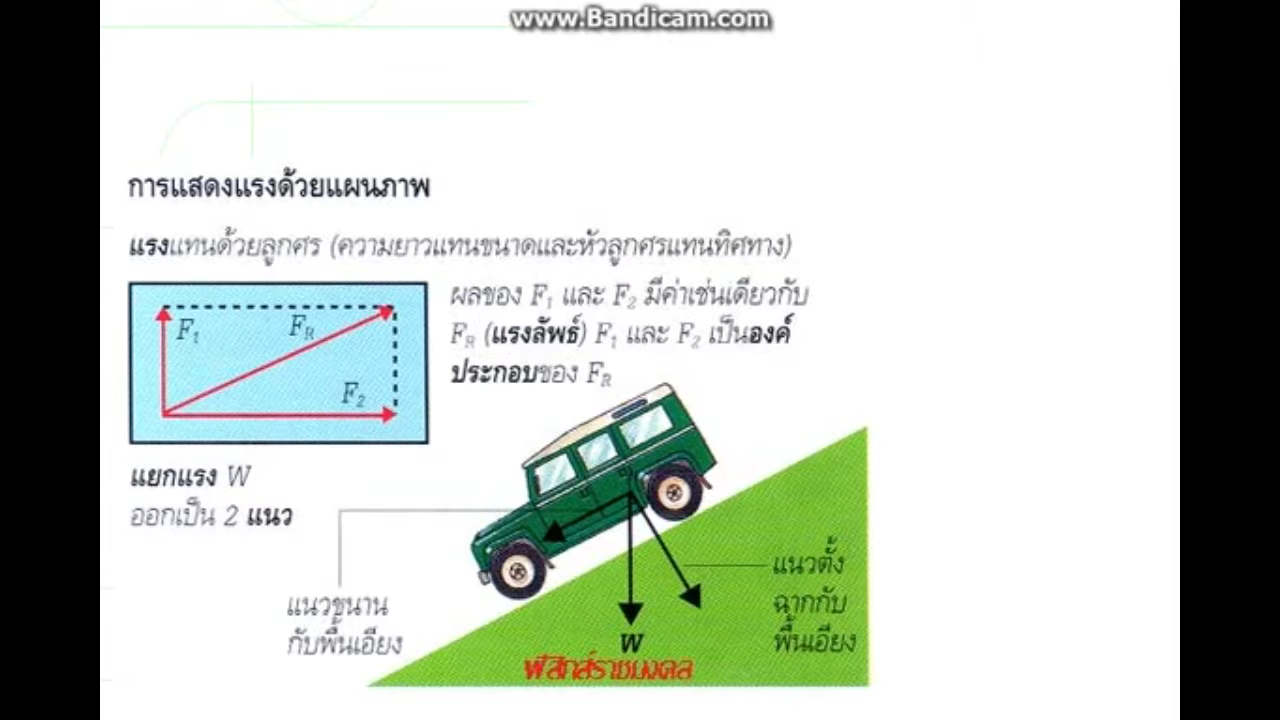 www.Bandicam.com
การแสดงแรงด้วยแผนภาพ
แรงแทนด้วยลูกศร (ความยาวแทนขนาดและหัวลูกศรแทนทิศทาง)
F₁
F_R
F₂
ผลของ F₁ และ F₂ มีค่าเช่นเดียวกับ
F_R (แรงลัพธ์) F₁ และ F₂ เป็นองค์
ประกอบของ F_R
แยกแรง W
ออกเป็น 2 แนว
แนวขนาน
กับพื้นเอียง
แนวตั้ง
ฉากกับ
พื้นเอียง
W
ฟิสิกส์ราชมงคล